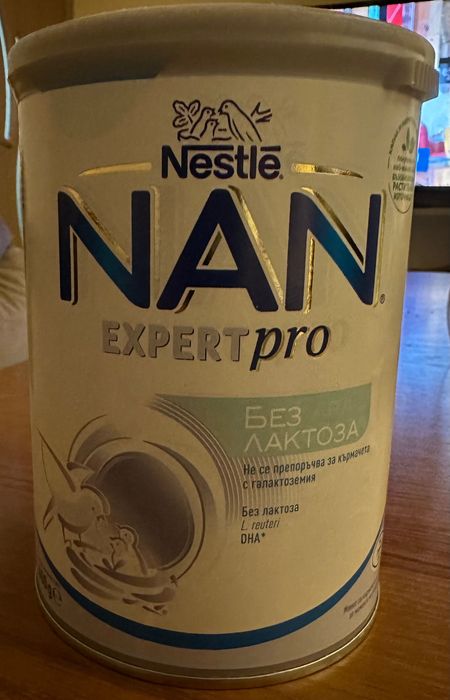 Nestlé
NAN
EXPERTpro
БЕЗ
ЛАКТОЗА
Не се препоръчва за кърмачета
с галактоземия
Без лактоза
L. reuteri
DHA*